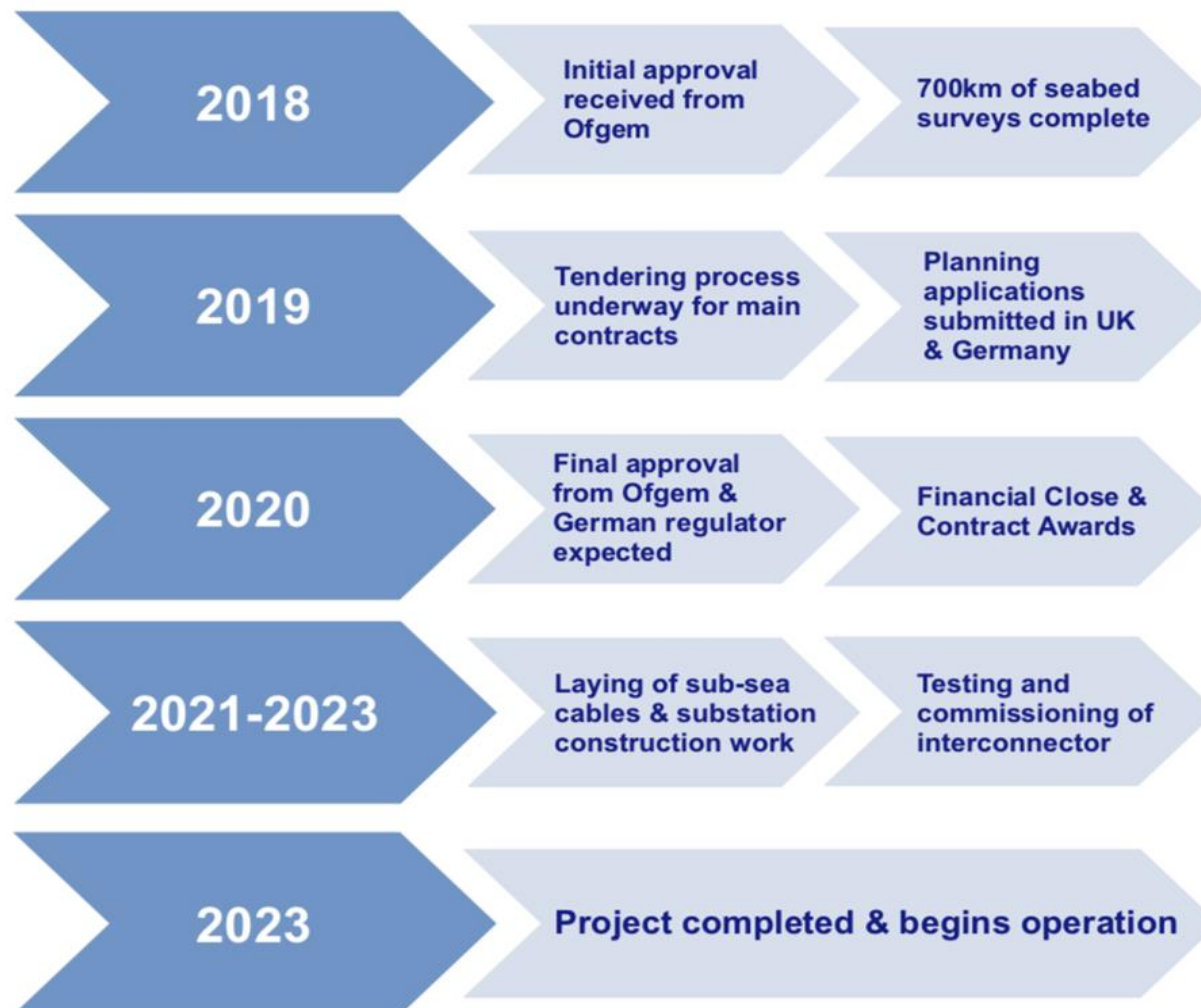 2018
Initial approval
received from
Ofgem
700km of seabed
surveys complete
2019
Tendering process
underway for main
contracts
Planning
applications
submitted in UK
& Germany
2020
Final approval
from Ofgem &
German regulator
expected
Financial Close &
Contract Awards
2021-2023
Laying of sub-sea
cables & substation
construction work
Testing and
commissioning of
interconnector
2023
Project completed & begins operation